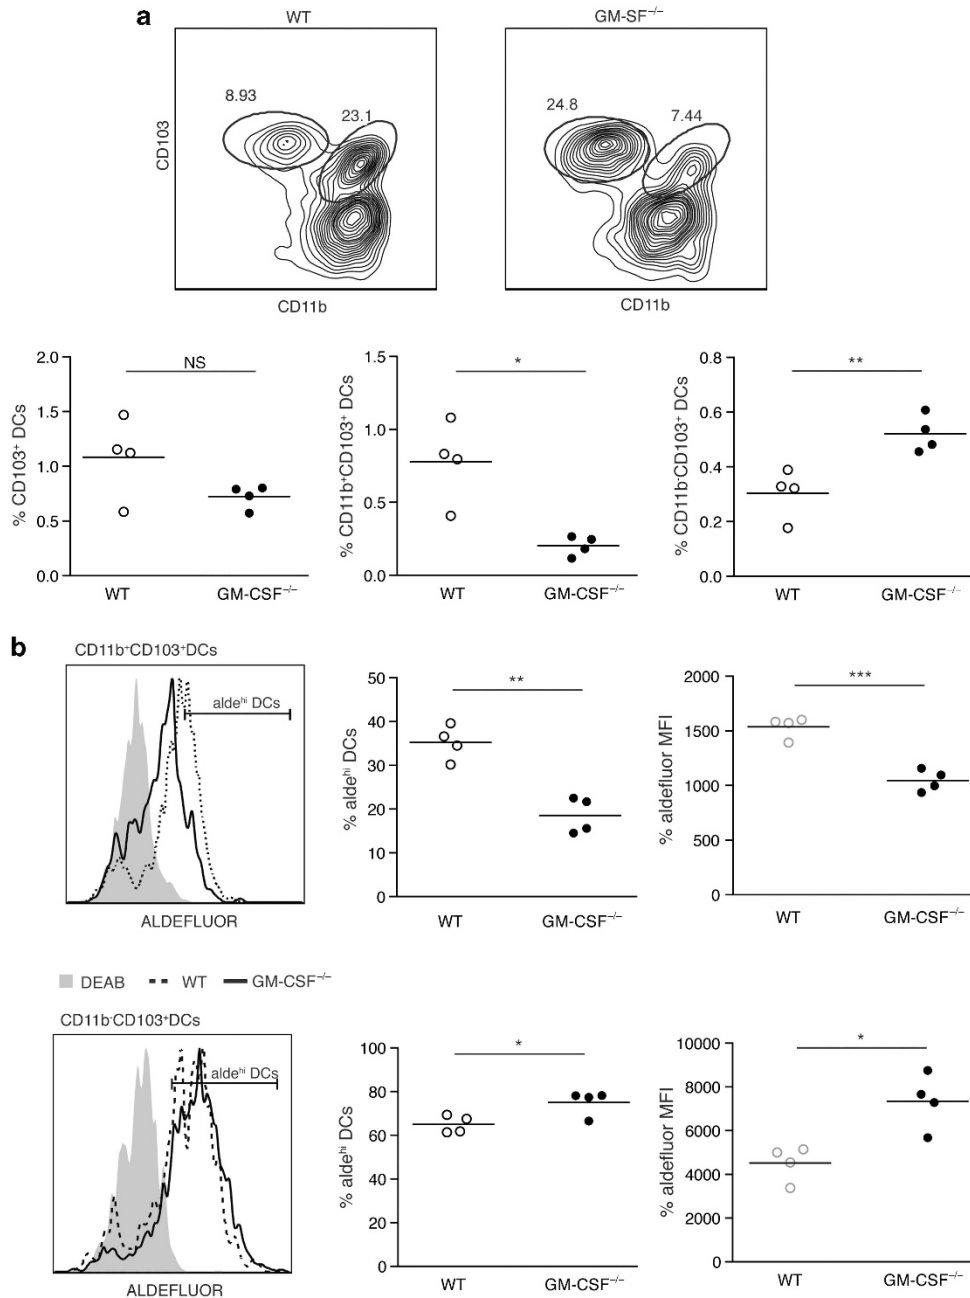 a
WT
GM-SF−/−
8.93
23.1
24.8
7.44
CD103
CD11b
CD11b
2.0
1.5
1.0
0.5
0.0
% CD103+ DCs
NS
WT
GM-CSF−/−
1.5
1.0
0.5
0.0
% CD11b+CD103+ DCs
*
WT
GM-CSF−/−
0.8
0.6
0.4
0.2
0.0
% CD11b-CD103+ DCs
**
WT
GM-CSF−/−
b
CD11b+CD103+DCs
aldehi DCs
ALDEFLUOR
50
40
30
20
10
0
% aldehi DCs
**
WT
GM-CSF−/−
2000
1500
1000
500
0
% aldefluor MFI
***
WT
GM-CSF−/−
DEAB WT GM-CSF−/−
CD11b-CD103+DCs
aldehi DCs
ALDEFLUOR
100
80
60
40
20
0
% aldehi DCs
*
WT
GM-CSF−/−
10000
8000
6000
4000
2000
0
% aldefluor MFI
*
WT
GM-CSF−/−